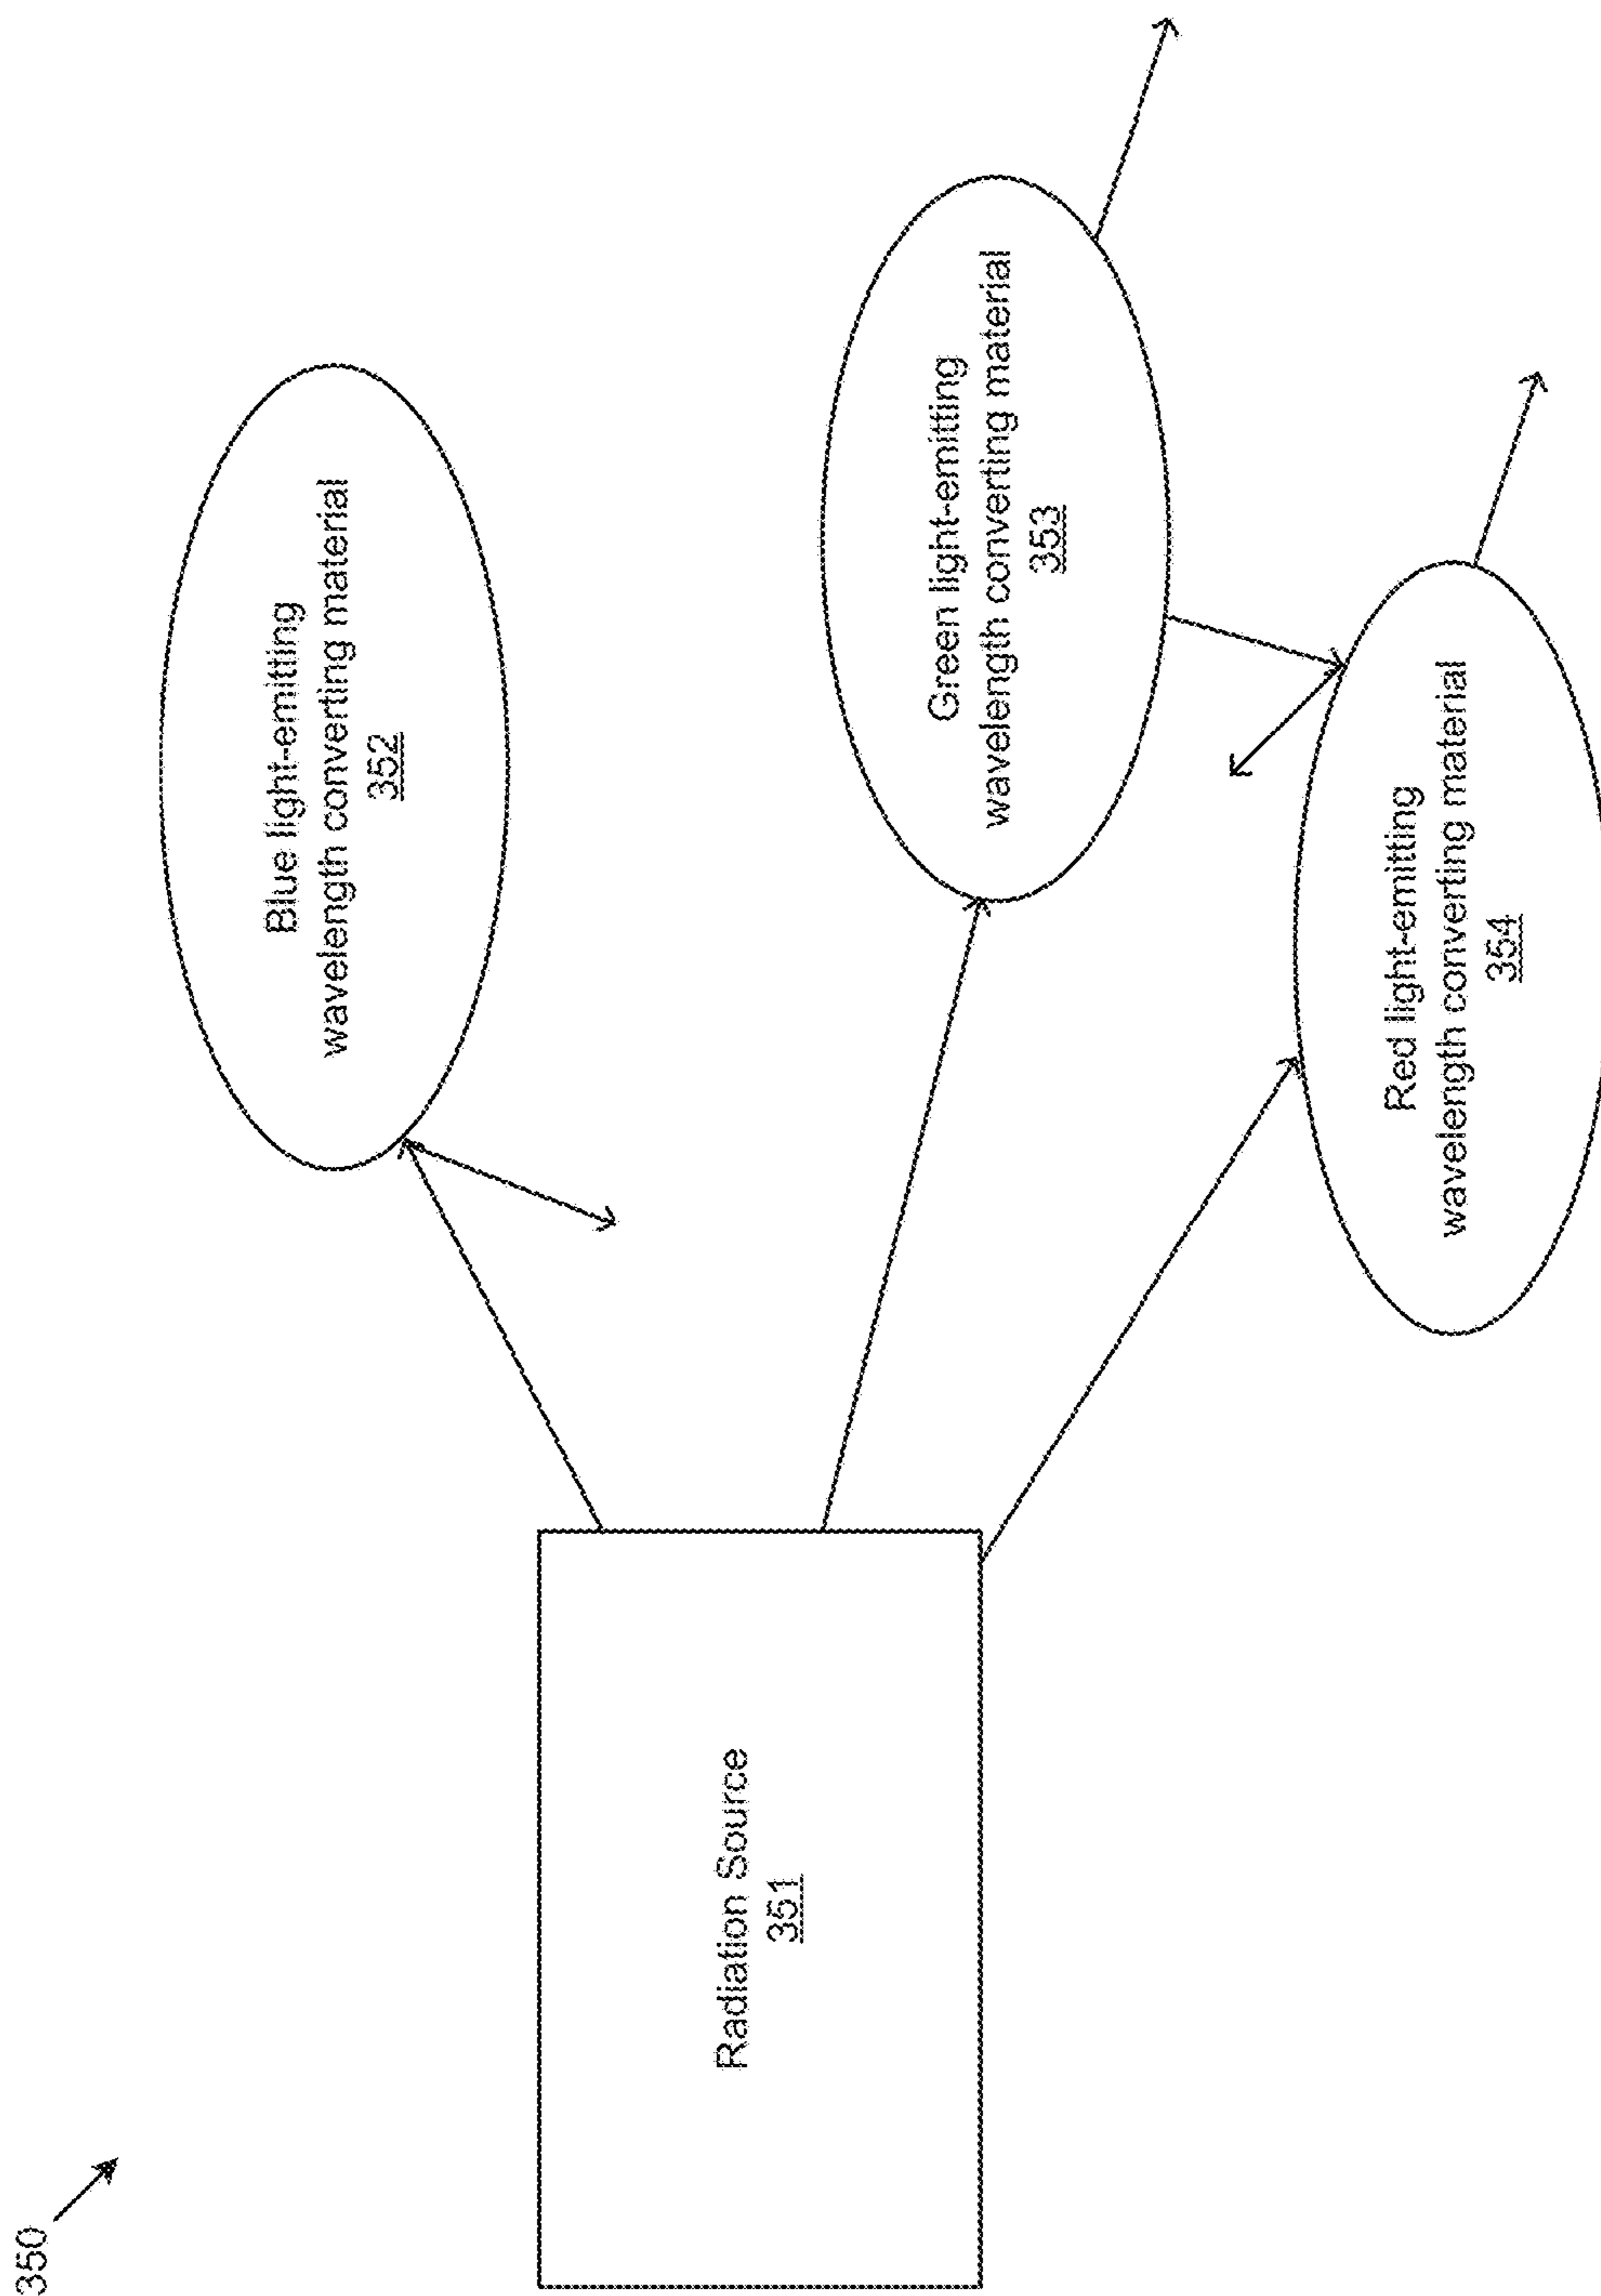 350
Blue light-emitting
wavelength converting material
352
Radiation Source
351
Green light-emitting
wavelength converting material
353
Red light-emitting
wavelength converting material
354